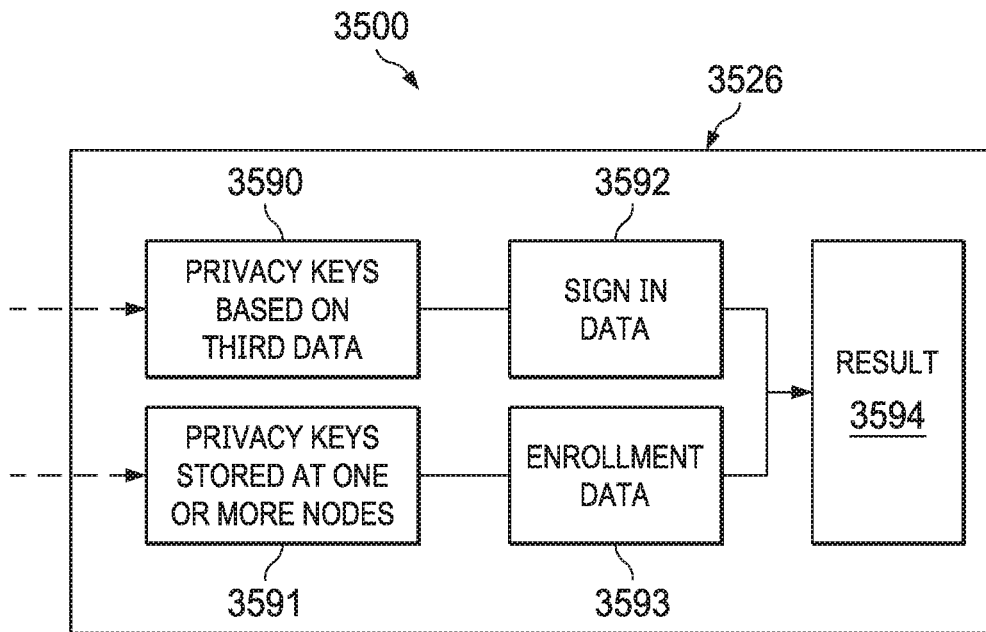 3500
3526
3590
3592
PRIVACY KEYS
BASED ON
THIRD DATA
SIGN IN
DATA
RESULT
3594
PRIVACY KEYS
STORED AT ONE
OR MORE NODES
ENROLLMENT
DATA
3591
3593